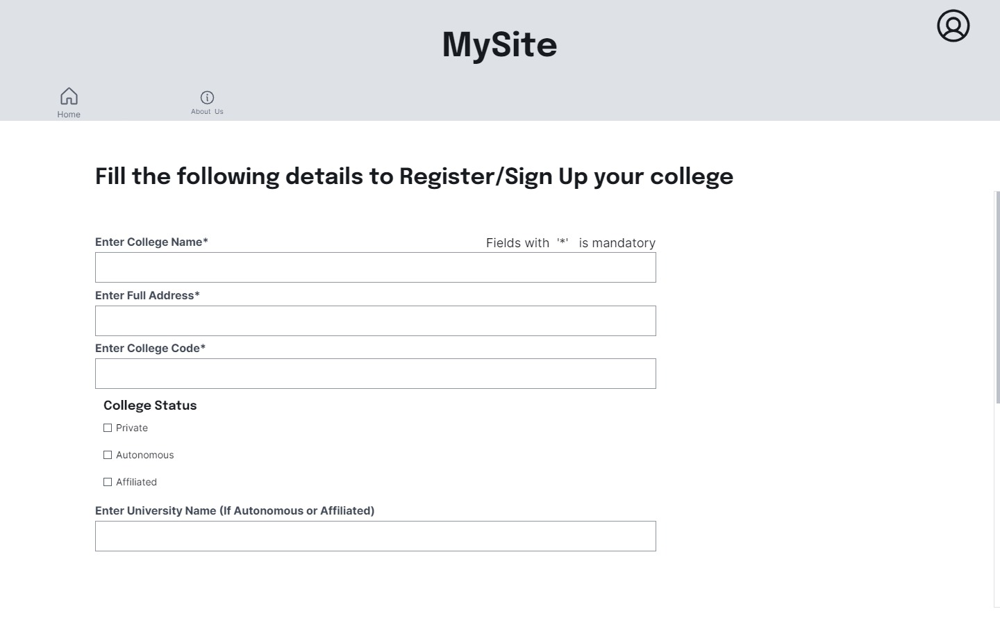 MySite
Home
About Us
Fill the following details to Register/Sign Up your college
Enter College Name*
Fields with '*' is mandatory
Enter Full Address*
Enter College Code*
College Status
Private
Autonomous
Affiliated
Enter University Name (If Autonomous or Affiliated)